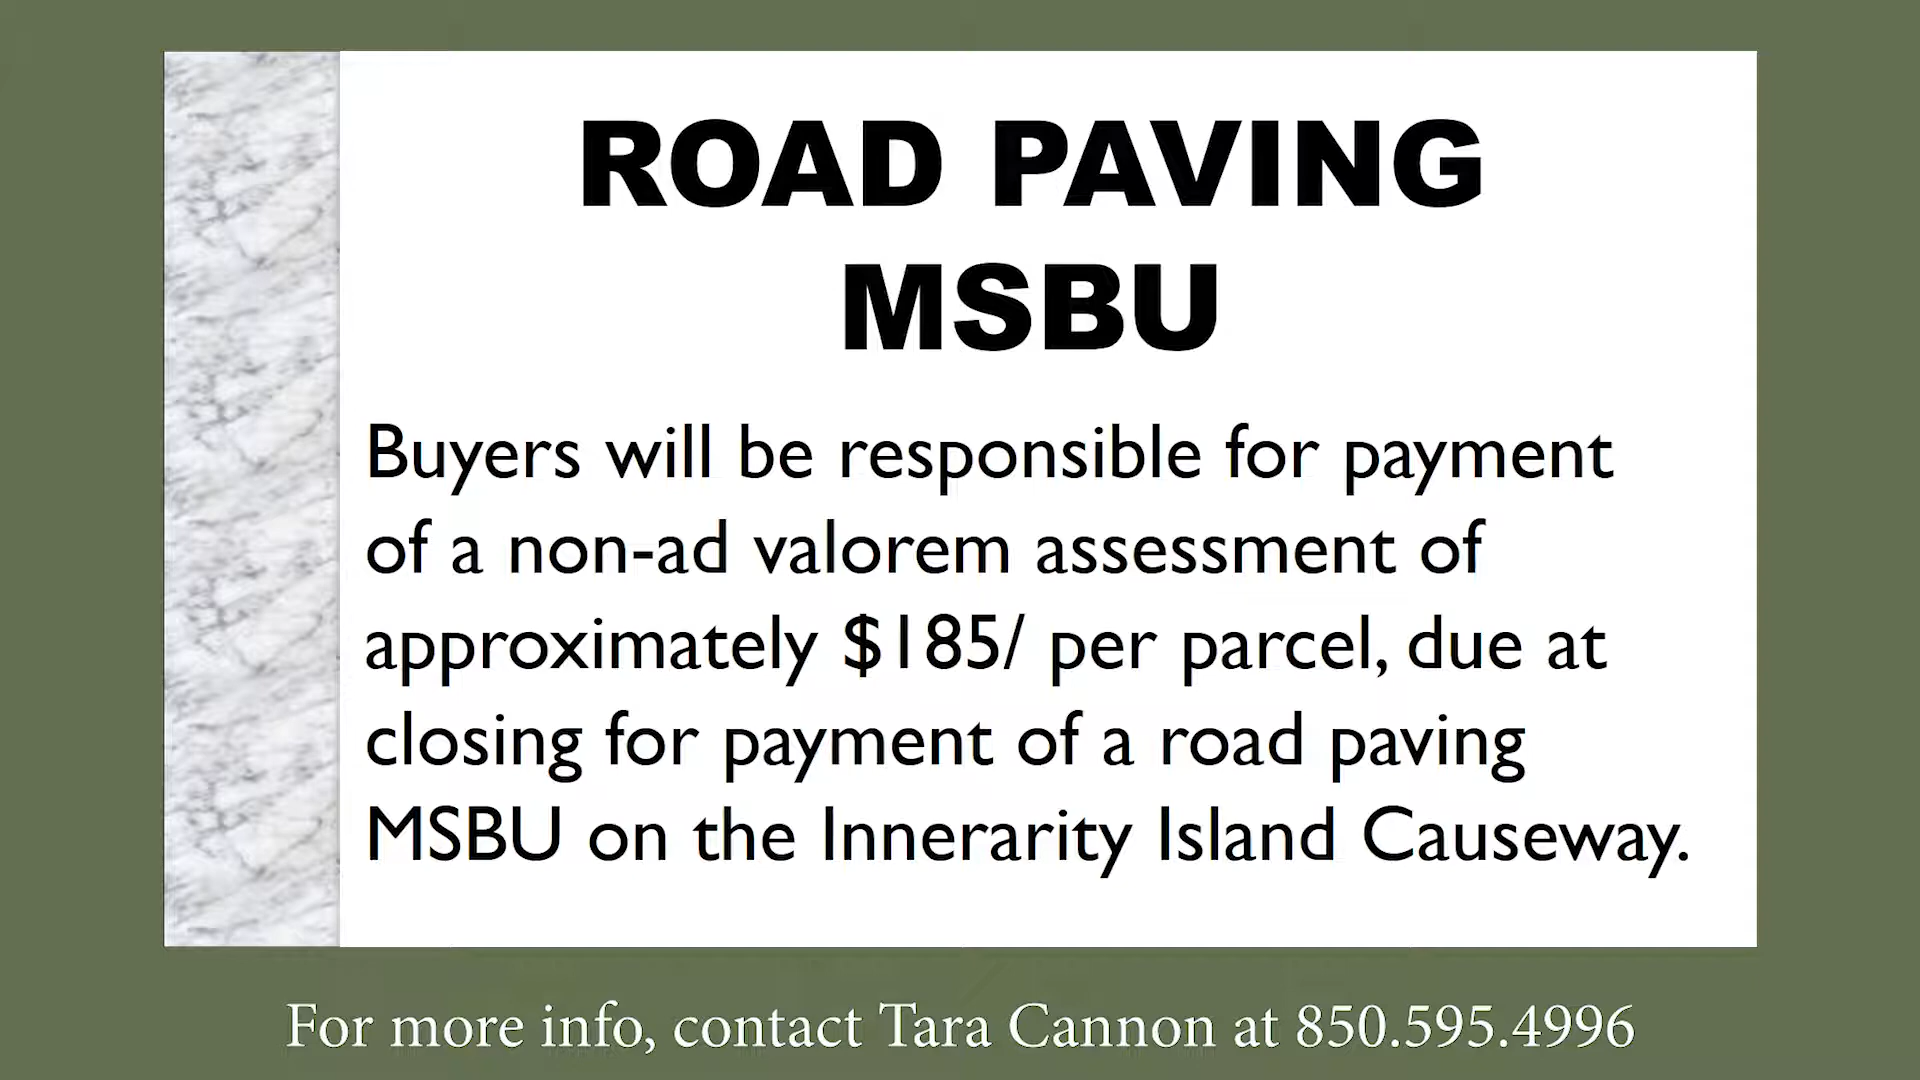 ROAD PAVING
MSBU
Buyers will be responsible for payment
of a non-ad valorem assessment of
approximately $185/ per parcel, due at
closing for payment of a road paving
MSBU on the Innerarity Island Causeway.
For more info, contact Tara Cannon at 850.595.4996